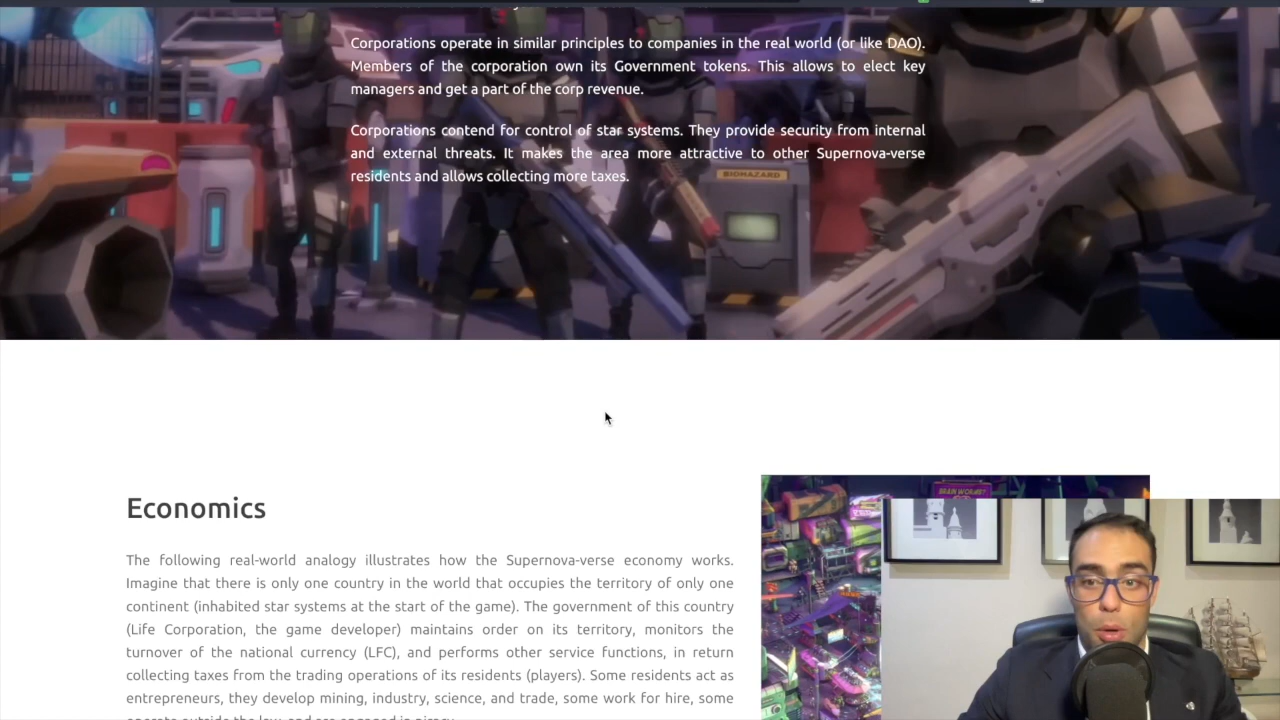 Corporations operate in similar principles to companies in the real world (or like DAO).
Members of the corporation own its Government tokens. This allows to elect key
managers and get a part of the corp revenue.
Corporations contend for control of star systems. They provide security from internal
and external threats. It makes the area more attractive to other Supernova-verse
residents and allows collecting more taxes.
BIOHAZARD
Economics
The following real-world analogy illustrates how the Supernova-verse economy works.
Imagine that there is only one country in the world that occupies the territory of only one
continent (inhabited star systems at the start of the game). The government of this country
(Life Corporation, the game developer) maintains order on its territory, monitors the
turnover of the national currency (LFC), and performs other service functions, in return
collecting taxes from the trading operations of its residents (players). Some residents act as
entrepreneurs, they develop mining, industry, science, and trade, some work for hire, some